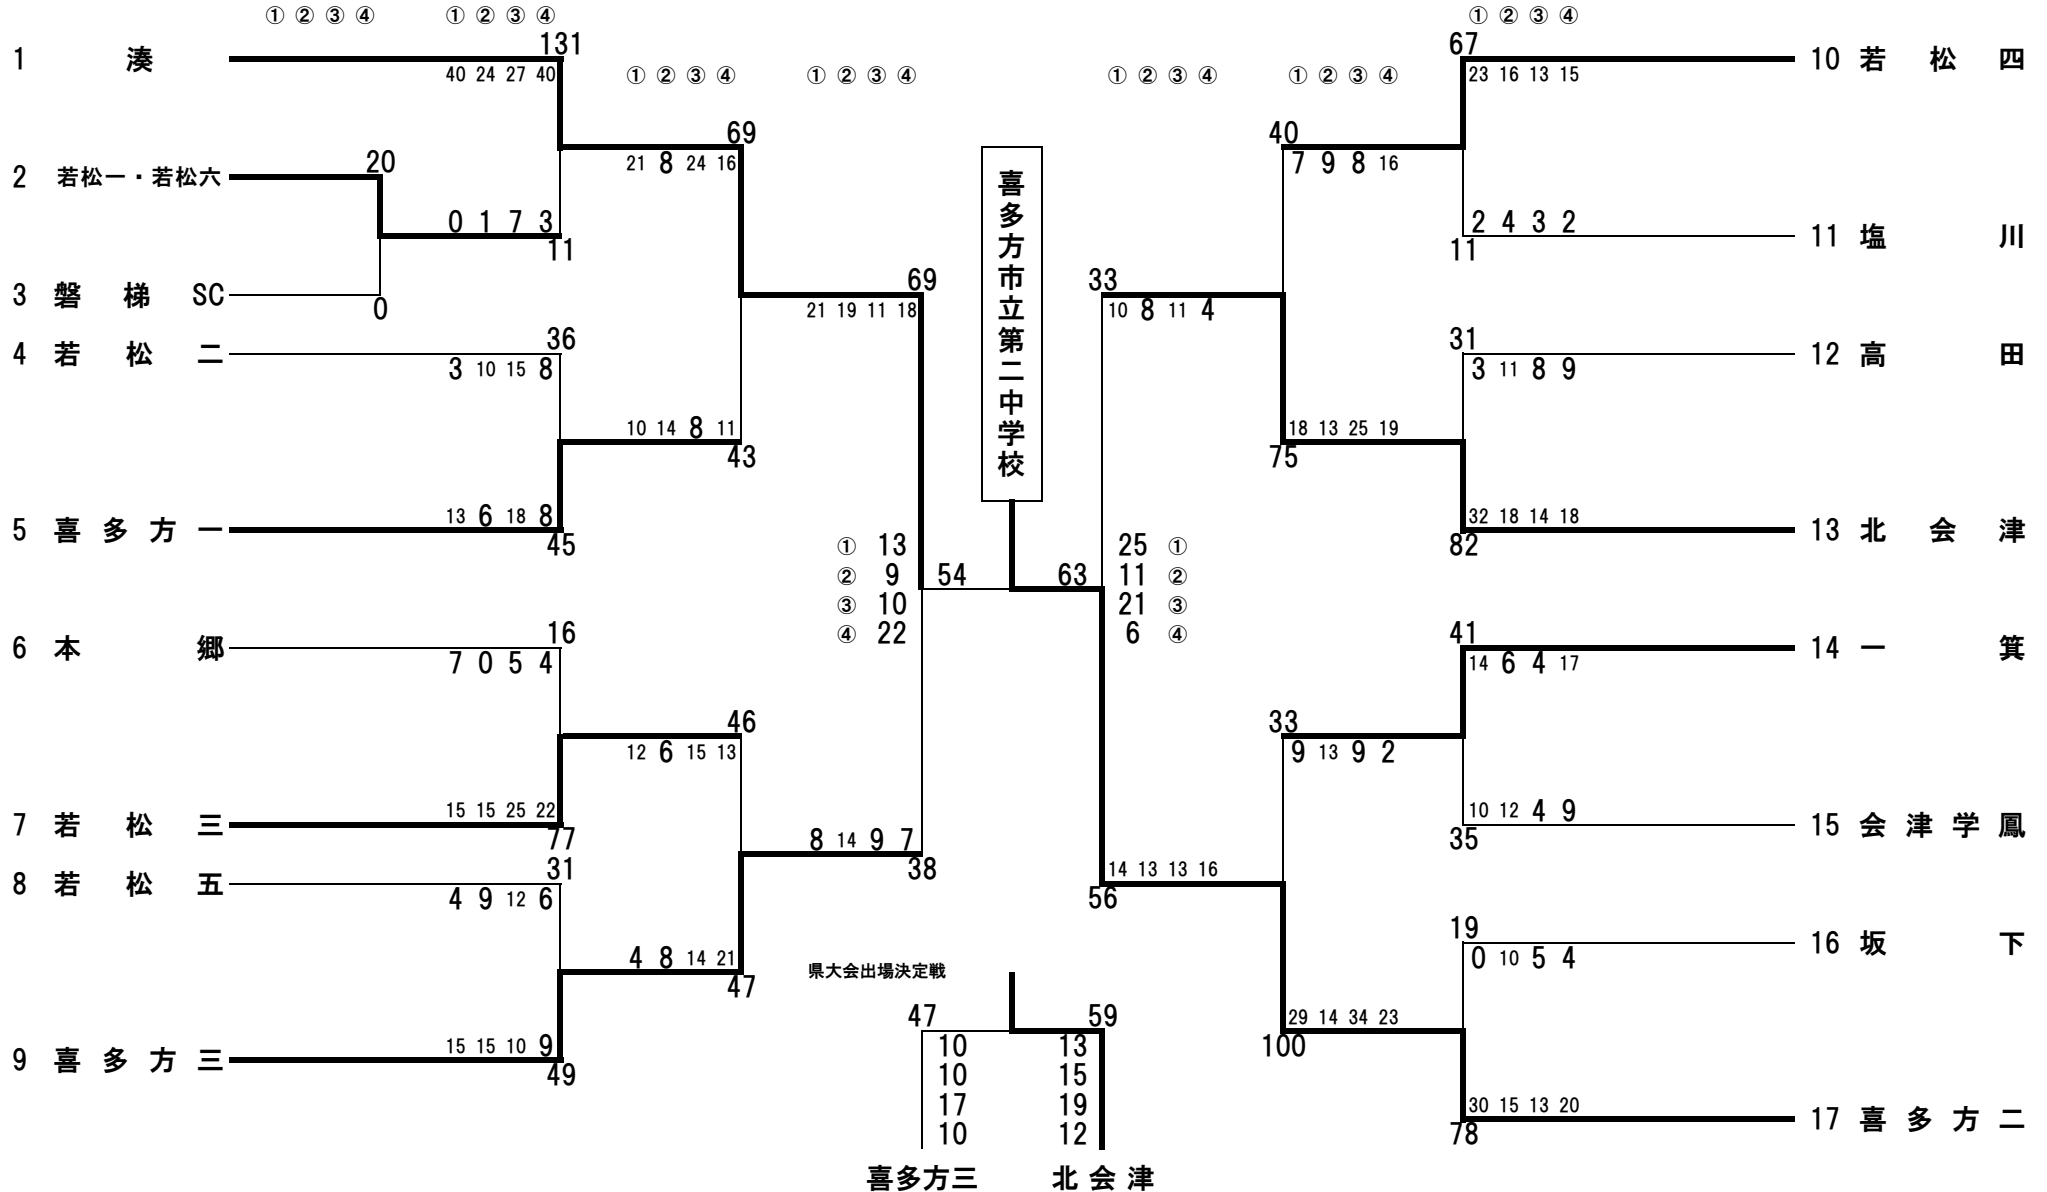 ① ② ③ ④ ① ② ③ ④ ① ② ③ ④
131 67
1 湊 10 若松四
40 24 27 40 ① ② ③ ④ ① ② ③ ④ ① ② ③ ④ ① ② ③ ④ 23 16 13 15
69 40
20 21 8 24 16 7 9 8 16
2 若松一・若松六
0 1 7 3 2 4 3 2
11 塩川
11 11
69 33
3 磐梯SC
0 21 19 11 18 10 8 11 4
36 31
4 若松二 12 高田
3 10 15 8 3 11 8 9
10 14 8 11 18 13 25 19
43 75
喜多方市立第二中学校
13 6 18 8 32 18 14 18
5 喜多方一 13 北会津
45 ① 13 25 ① 82
② 9 54 63 11 ②
③ 10 21 ③
④ 22 6 ④
16 41
6 本郷 14 一箕
7 0 5 4 14 6 4 17
46 33
12 6 15 13 9 13 9 2
15 15 25 22 10 12 4 9
7 若松三 15 会津学鳳
77 8 14 9 7 35
31 38 14 13 13 16
8 若松五
4 9 12 6 56
19
16 坂下
4 8 14 21 0 10 5 4
県大会出場決定戦
47
47 59 29 14 34 23
15 15 10 9 10 13 100
9 喜多方三
49 10 15
17 19 30 15 13 20
17 喜多方二
10 12 78
喜多方三 北会津